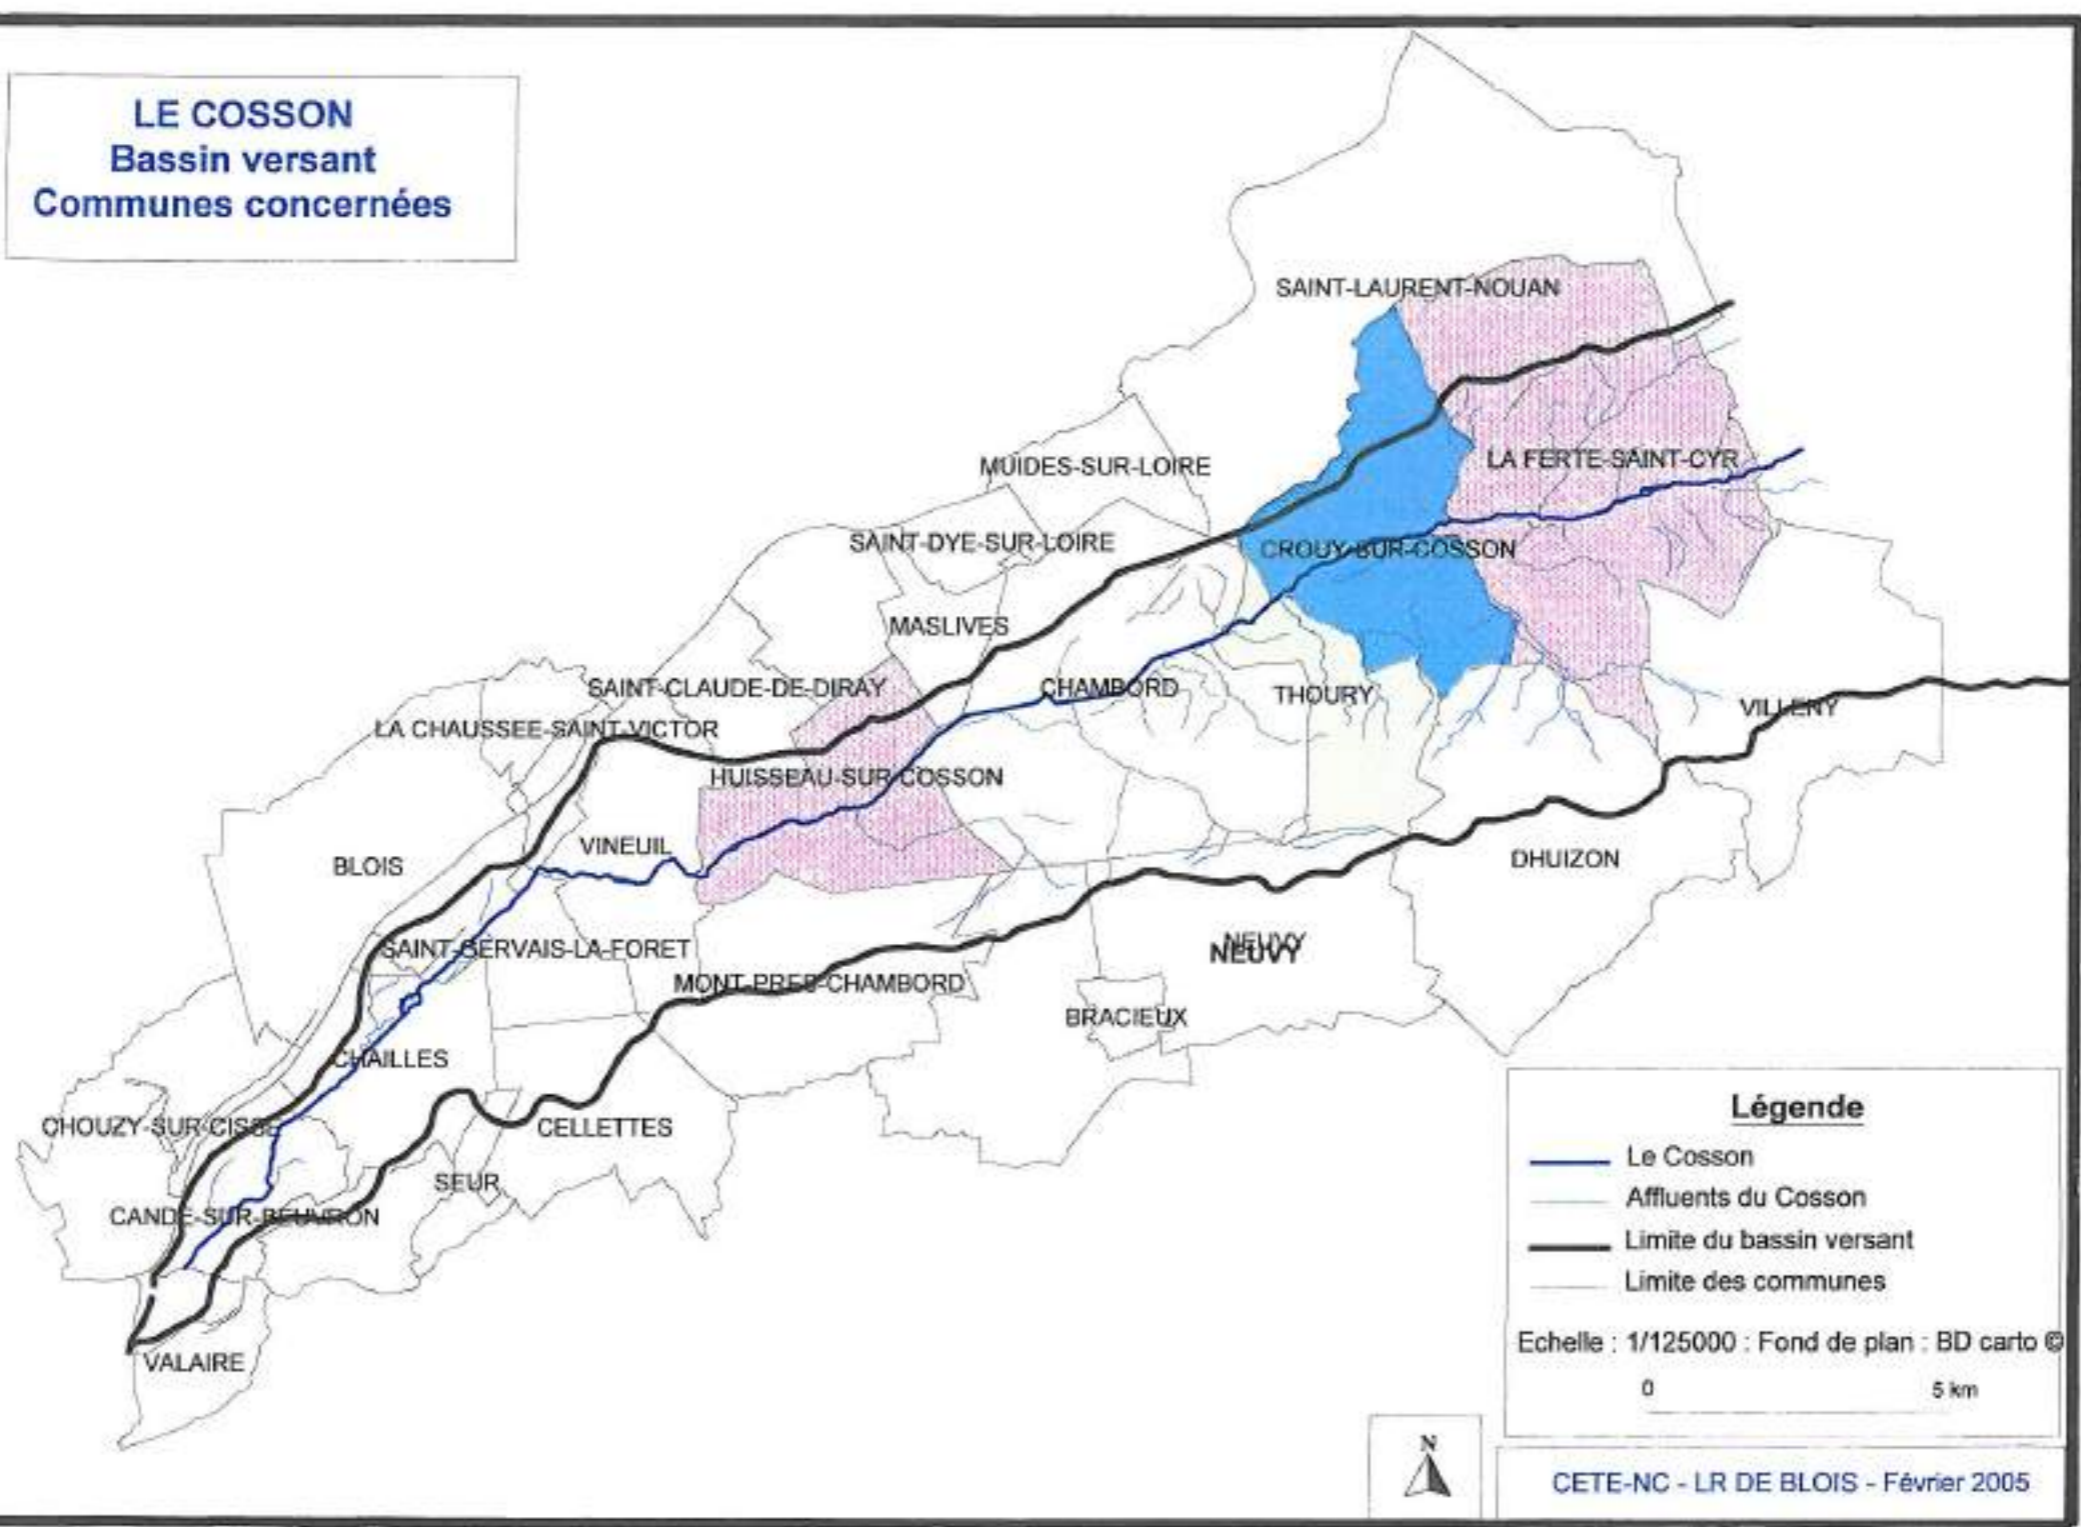 LE COSSON
Bassin versant
Communes concernées
SAINT-LAURENT-NOUAN
LA FERTE-SAINT-CYR
MUIDES-SUR-LOIRE
SAINT-DYE-SUR-LOIRE
CROUY-SUR-COSSON
MASLIVES
SAINT-CLAUDE-DE-DIRAY
CHAMBORD
THOURY
VILLENY
LA CHAUSSEE-SAINT-VICTOR
HUISSEAU-SUR-COSSON
VINEUIL
BLOIS
DHUIZON
SAINT-GERVAIS-LA-FORET
NEUVY
NEUVY
MONT-PRES-CHAMBORD
BRACIEUX
CHAILLES
CHOUZY-SUR-CISSE
CELLETTES
SEUR
CANDE-SUR-BEUVRON
VALAIRE
Légende
Le Cosson
Affluents du Cosson
Limite du bassin versant
Limite des communes
Echelle : 1/125000 : Fond de plan : BD carto ©
0 5 km
N
CETE-NC - LR DE BLOIS - Février 2005